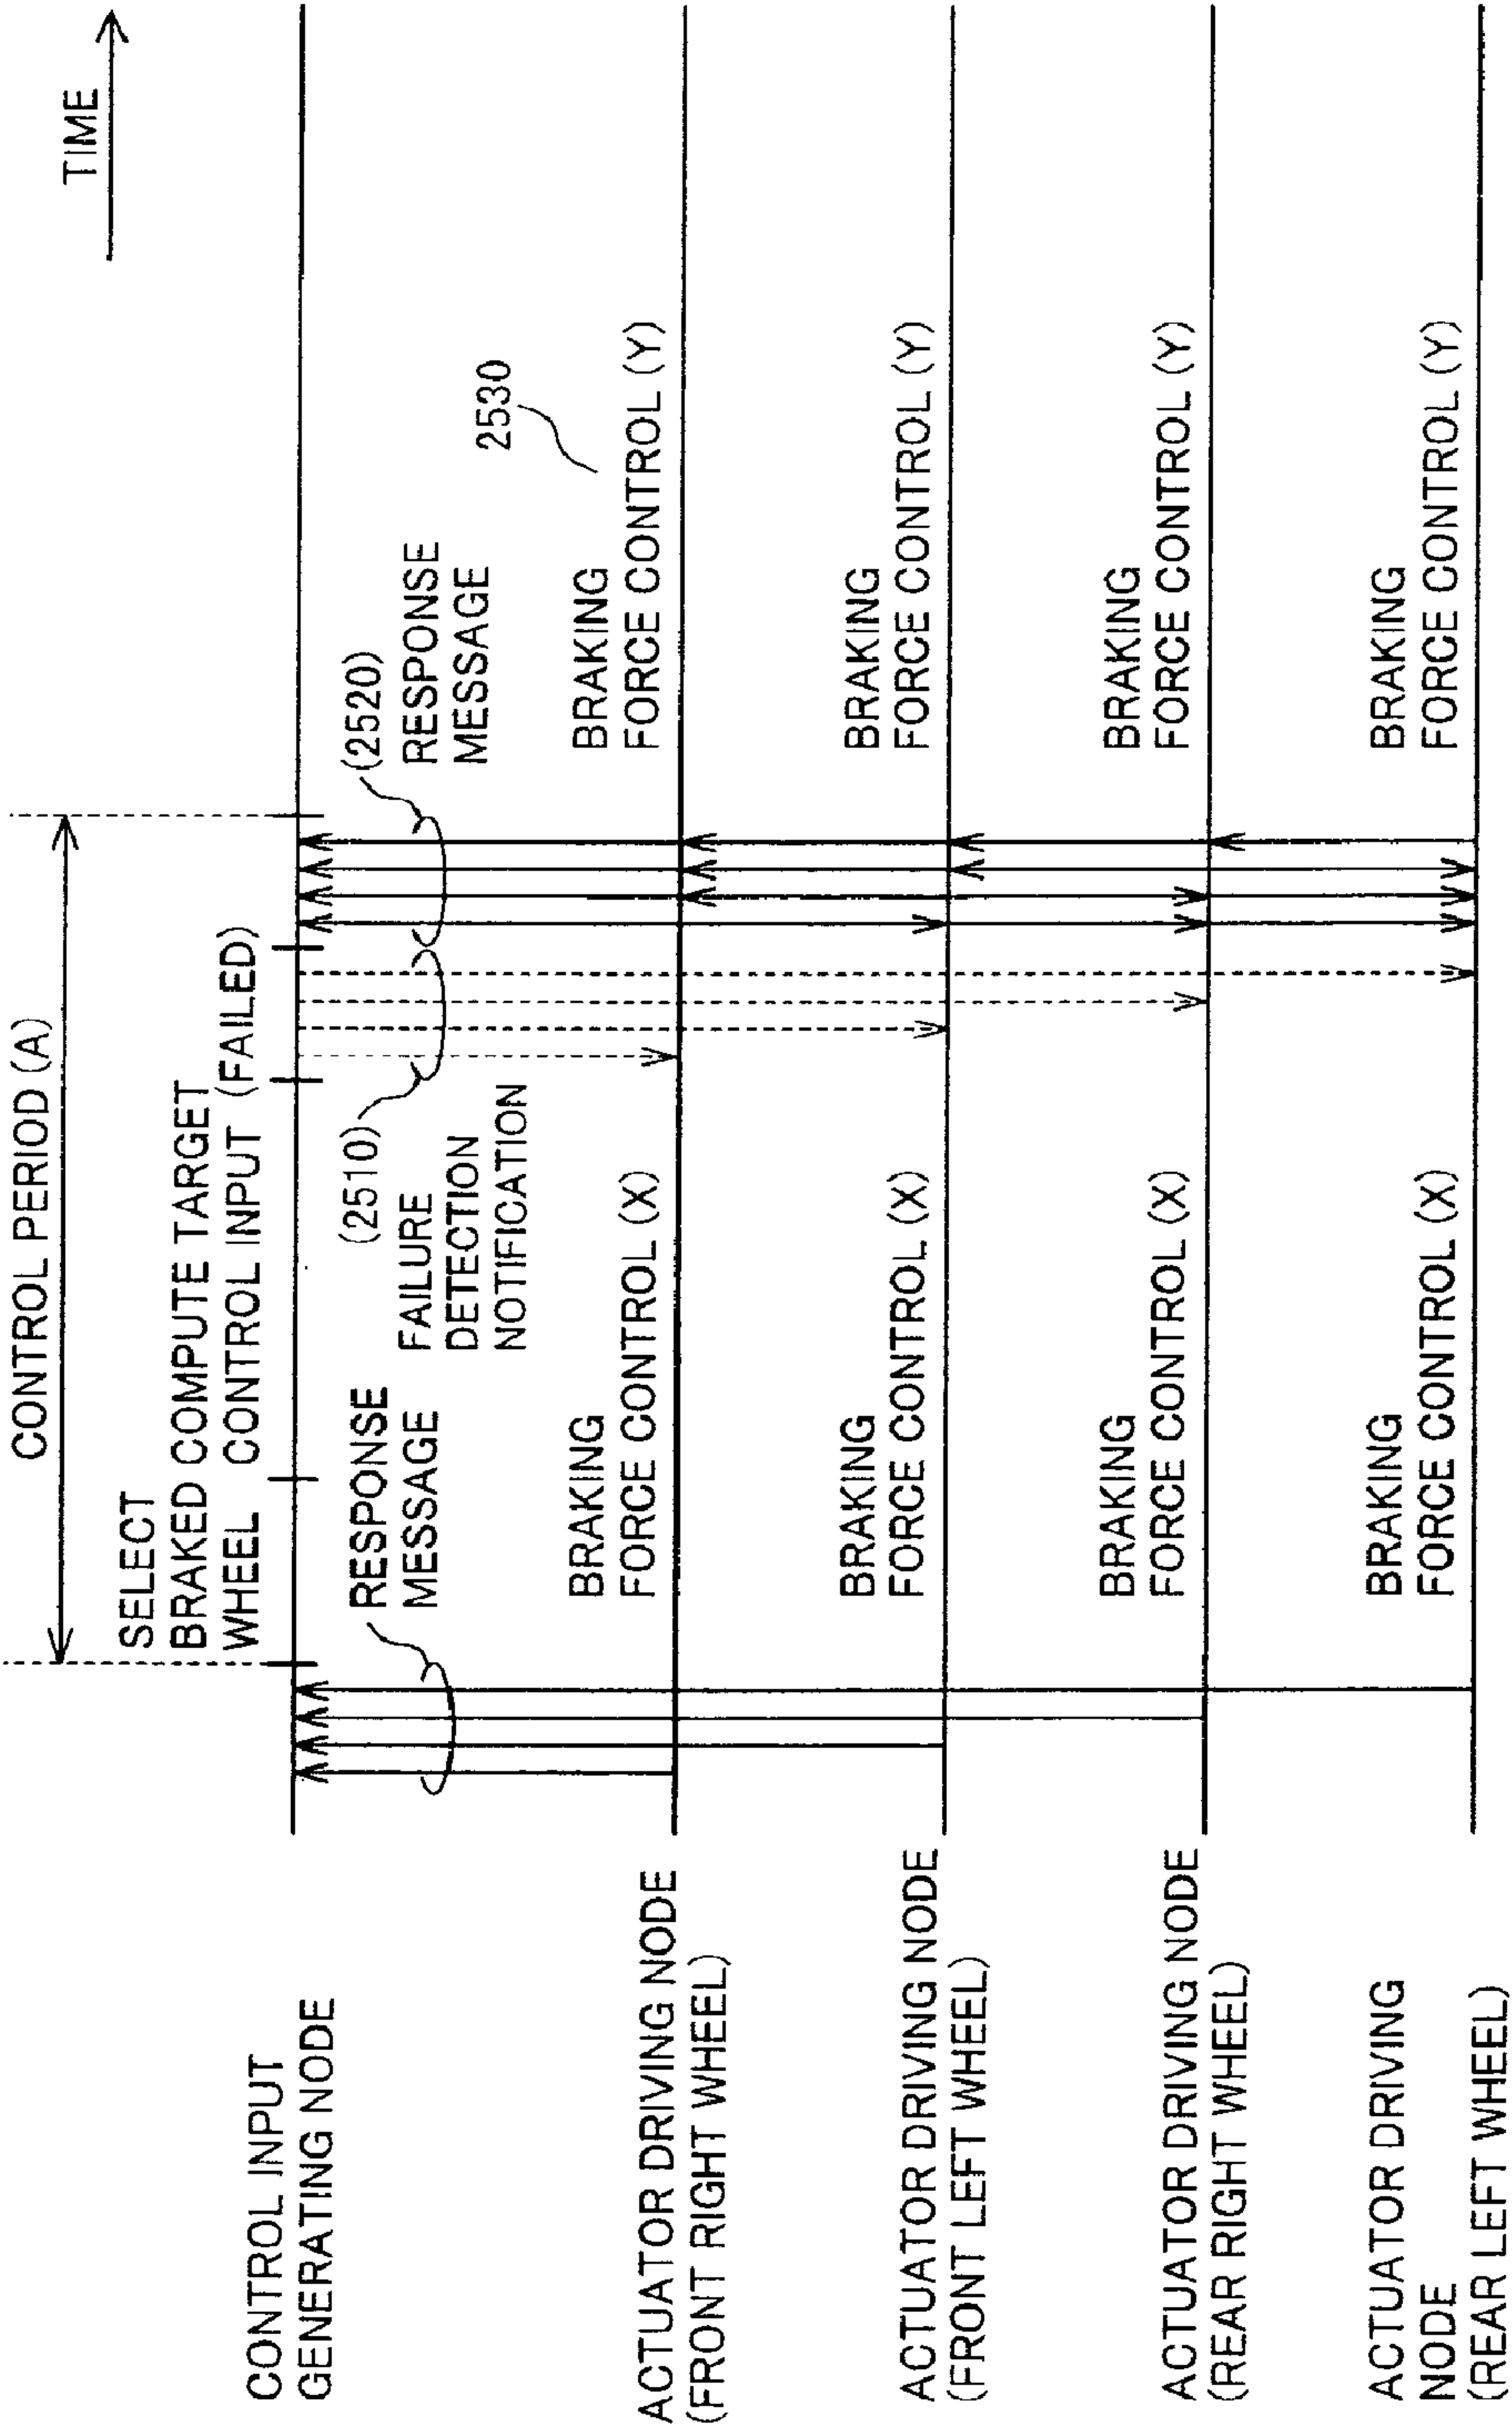 TIME
CONTROL PERIOD (A)
SELECT
BRAKED COMPUTE TARGET
WHEEL CONTROL INPUT (FAILED)
CONTROL INPUT
GENERATING NODE
RESPONSE
MESSAGE
(2510)
FAILURE
DETECTION
NOTIFICATION
(2520)
RESPONSE
MESSAGE
2530
ACTUATOR DRIVING NODE
(FRONT RIGHT WHEEL)
BRAKING
FORCE CONTROL (X)
BRAKING
FORCE CONTROL (Y)
ACTUATOR DRIVING NODE
(FRONT LEFT WHEEL)
BRAKING
FORCE CONTROL (X)
BRAKING
FORCE CONTROL (Y)
ACTUATOR DRIVING NODE
(REAR RIGHT WHEEL)
BRAKING
FORCE CONTROL (X)
BRAKING
FORCE CONTROL (Y)
ACTUATOR DRIVING
NODE
(REAR LEFT WHEEL)
BRAKING
FORCE CONTROL (X)
BRAKING
FORCE CONTROL (Y)